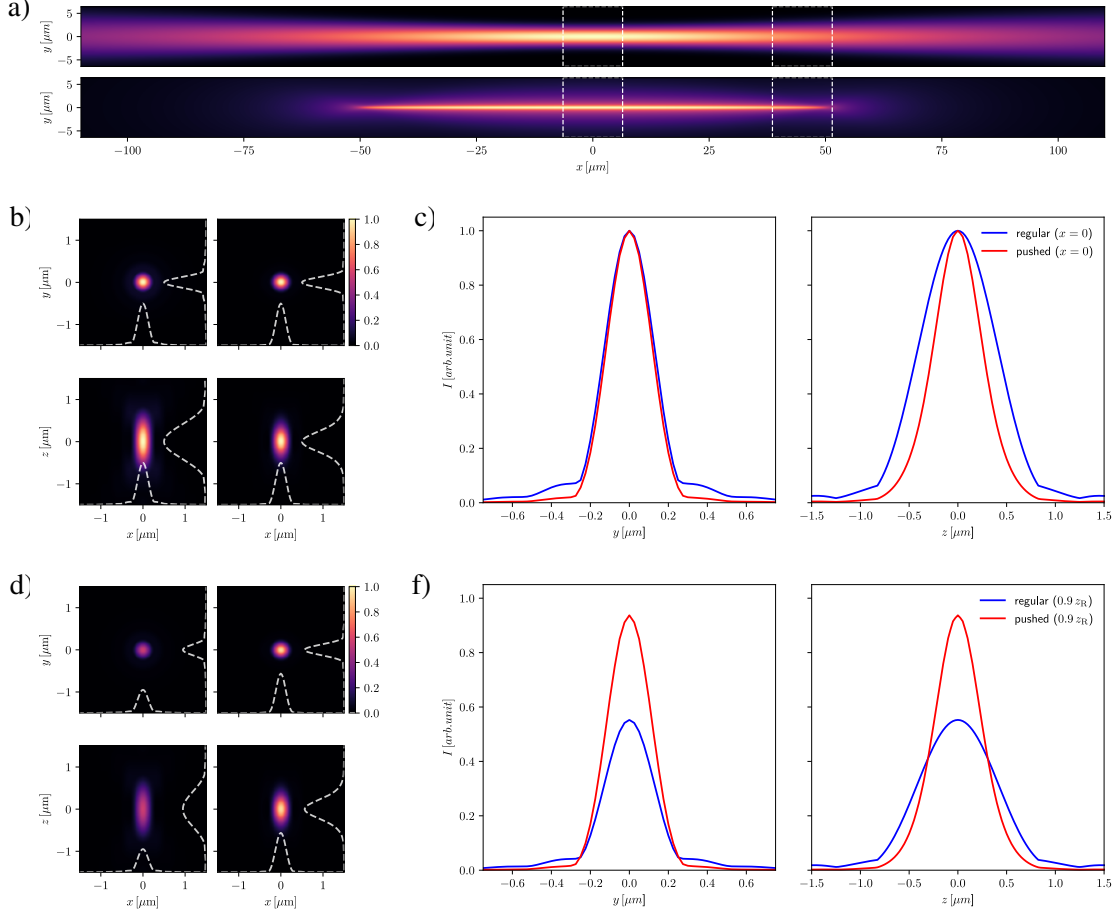 a)
y [μm]
5
0
−5
y [μm]
5
0
−5
−100 −75 −50 −25 0 25 50 75 100
x [μm]
b)
y [μm]
1
0
−1
1.0
0.8
0.6
0.4
0.2
0.0
z [μm]
1
0
−1
−1 0 1 −1 0 1
x [μm] x [μm]
c)
I [arb.unit]
1.0
0.8
0.6
0.4
0.2
0.0
−0.6 −0.4 −0.2 0.0 0.2 0.4 0.6
y [μm]
regular (x = 0)
pushed (x = 0)
−1.5 −1.0 −0.5 0.0 0.5 1.0 1.5
z [μm]
d)
y [μm]
1
0
−1
1.0
0.8
0.6
0.4
0.2
0.0
z [μm]
1
0
−1
−1 0 1 −1 0 1
x [μm] x [μm]
f)
I [arb.unit]
1.0
0.8
0.6
0.4
0.2
0.0
−0.6 −0.4 −0.2 0.0 0.2 0.4 0.6
y [μm]
regular (0.9 zR)
pushed (0.9 zR)
−1.5 −1.0 −0.5 0.0 0.5 1.0 1.5
z [μm]